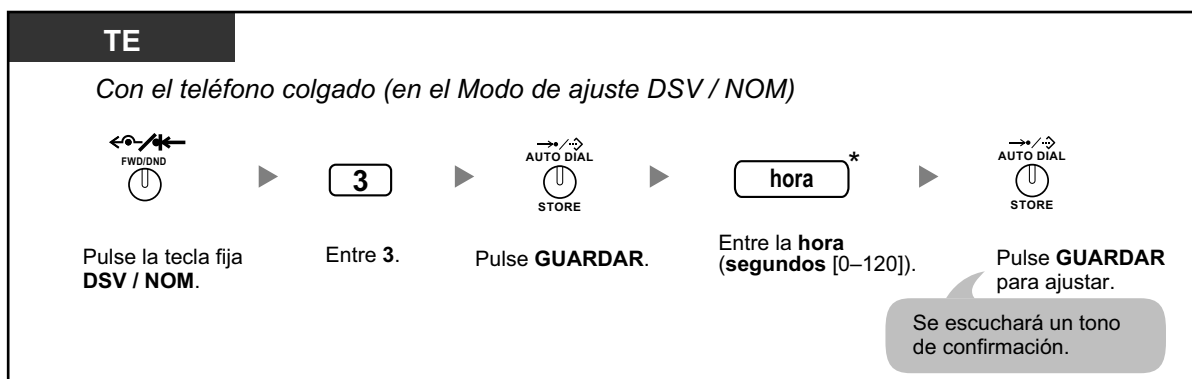 TE
Con el teléfono colgado (en el Modo de ajuste DSV / NOM)
FWD/DND
Pulse la tecla fija
DSV / NOM.
3
Entre 3.
AUTO DIAL
STORE
Pulse GUARDAR.
hora*
Entre la hora
(segundos [0–120]).
AUTO DIAL
STORE
Pulse GUARDAR
para ajustar.
Se escuchará un tono
de confirmación.